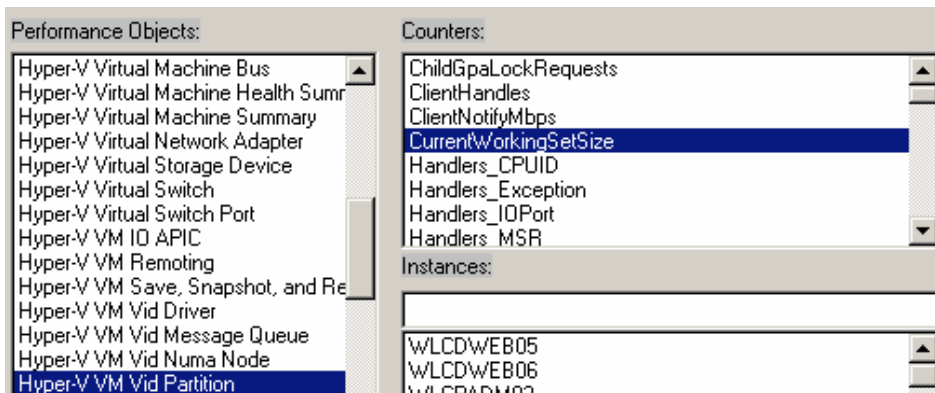 Performance Objects:
Hyper-V Virtual Machine Bus
Hyper-V Virtual Machine Health Summ
Hyper-V Virtual Machine Summary
Hyper-V Virtual Network Adapter
Hyper-V Virtual Storage Device
Hyper-V Virtual Switch
Hyper-V Virtual Switch Port
Hyper-V VM IO APIC
Hyper-V VM Remoting
Hyper-V VM Save, Snapshot, and Re
Hyper-V VM Vid Driver
Hyper-V VM Vid Message Queue
Hyper-V VM Vid Numa Node
Hyper-V VM Vid Partition
Counters:
ChildGpaLockRequests
ClientHandles
ClientNotifyMbps
CurrentWorkingSetSize
Handlers_CPUID
Handlers_Exception
Handlers_IOPort
Handlers_MSR
Instances:
WLCDWEB05
WLCDWEB06